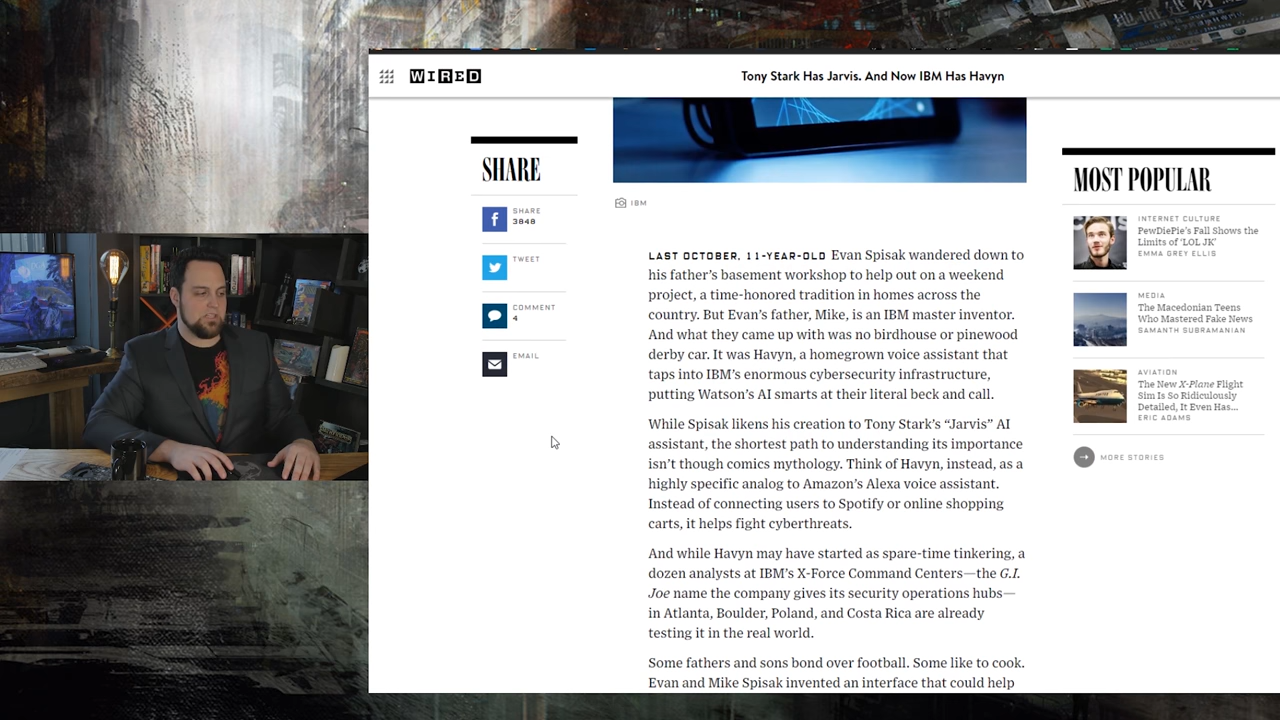 WIRED
Tony Stark Has Jarvis. And Now IBM Has Havyn
SHARE
SHARE
3848
TWEET
COMMENT
4
EMAIL
IBM
LAST OCTOBER, 11-YEAR-OLD Evan Spisak wandered down to
his father's basement workshop to help out on a weekend
project, a time-honored tradition in homes across the
country. But Evan's father, Mike, is an IBM master inventor.
And what they came up with was no birdhouse or pinewood
derby car. It was Havyn, a homegrown voice assistant that
taps into IBM's enormous cybersecurity infrastructure,
putting Watson's AI smarts at their literal beck and call.
While Spisak likens his creation to Tony Stark's “Jarvis” AI
assistant, the shortest path to understanding its importance
isn't though comics mythology. Think of Havyn, instead, as a
highly specific analog to Amazon's Alexa voice assistant.
Instead of connecting users to Spotify or online shopping
carts, it helps fight cyberthreats.
And while Havyn may have started as spare-time tinkering, a
dozen analysts at IBM's X-Force Command Centers—the G.I.
Joe name the company gives its security operations hubs—
in Atlanta, Boulder, Poland, and Costa Rica are already
testing it in the real world.
Some fathers and sons bond over football. Some like to cook.
Evan and Mike Spisak invented an interface that could help
MOST POPULAR
INTERNET CULTURE
PewDiePie's Fall Shows the
Limits of ‘LOL JK’
EMMA GREY ELLIS
MEDIA
The Macedonian Teens
Who Mastered Fake News
SAMANTH SUBRAMANIAN
AVIATION
The New X-Plane Flight
Sim Is So Ridiculously
Detailed, It Even Has...
ERIC ADAMS
MORE STORIES